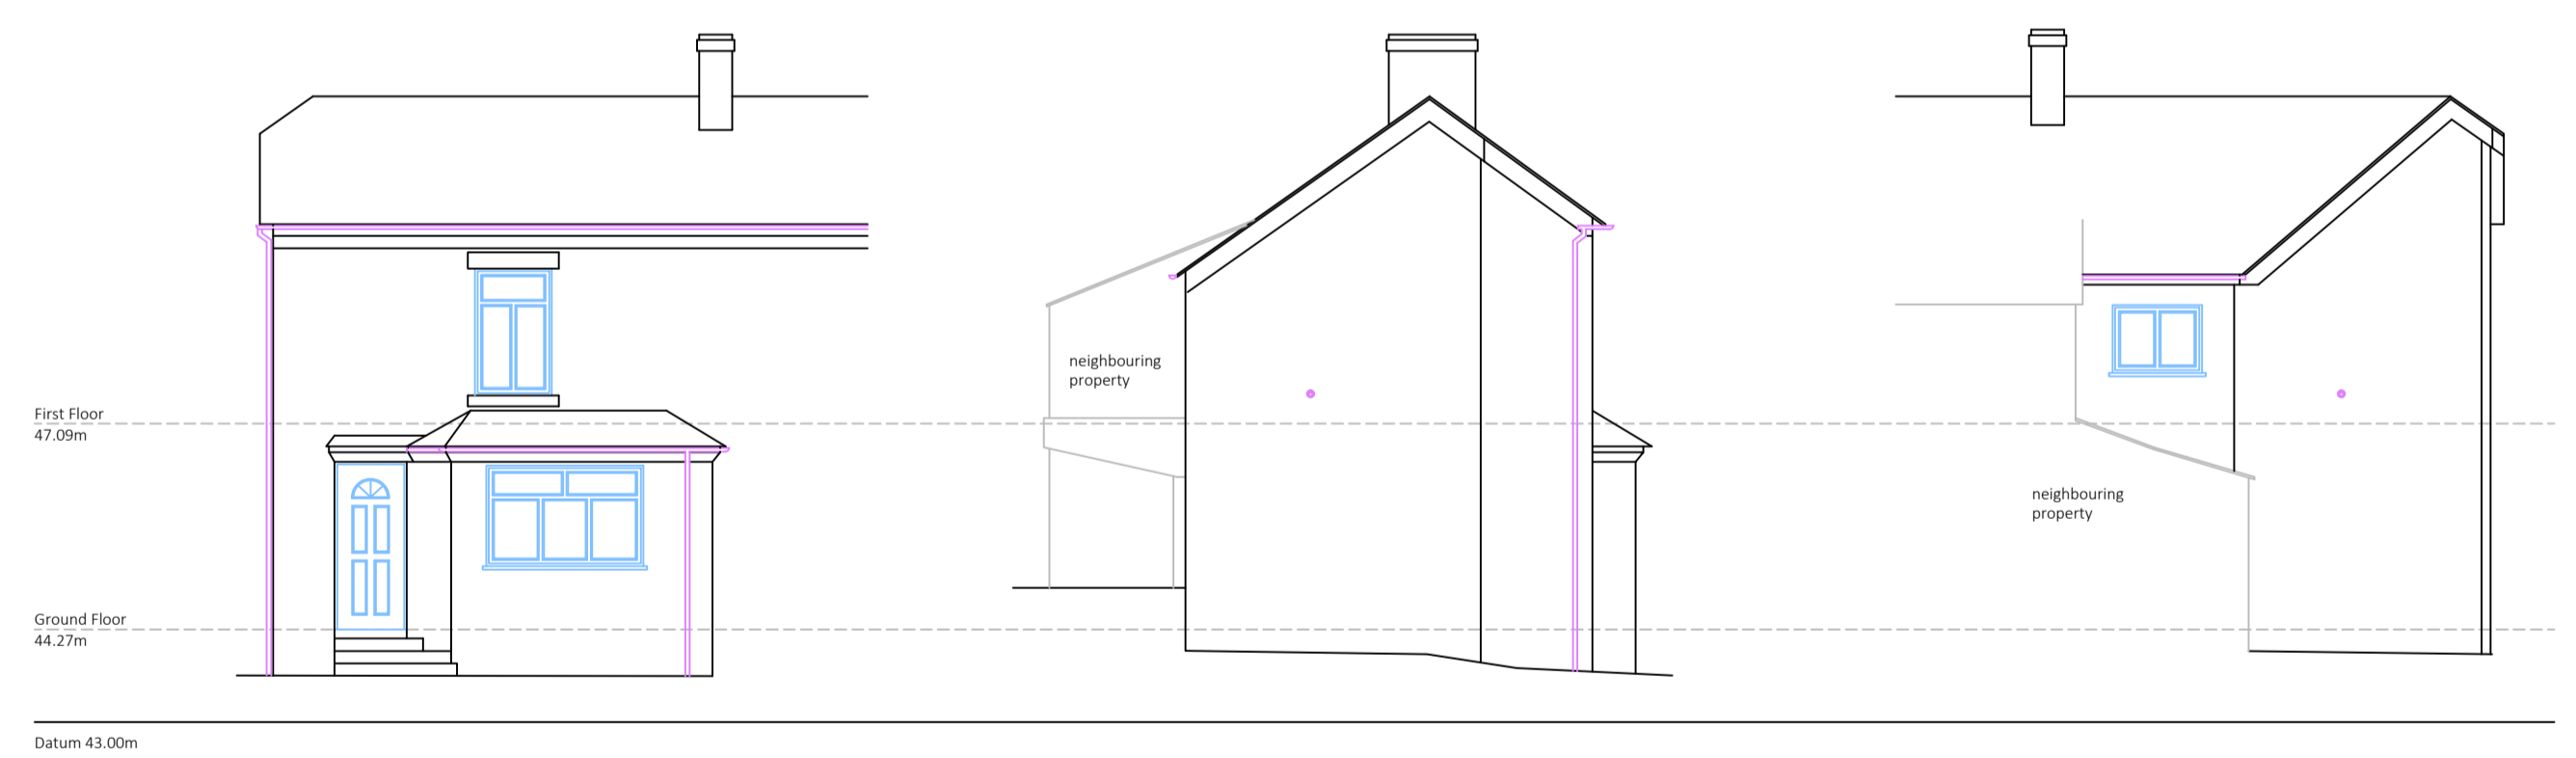 neighbouring
property
First Floor
47.09m
neighbouring
property
Ground Floor
44.27m
Datum 43.00m